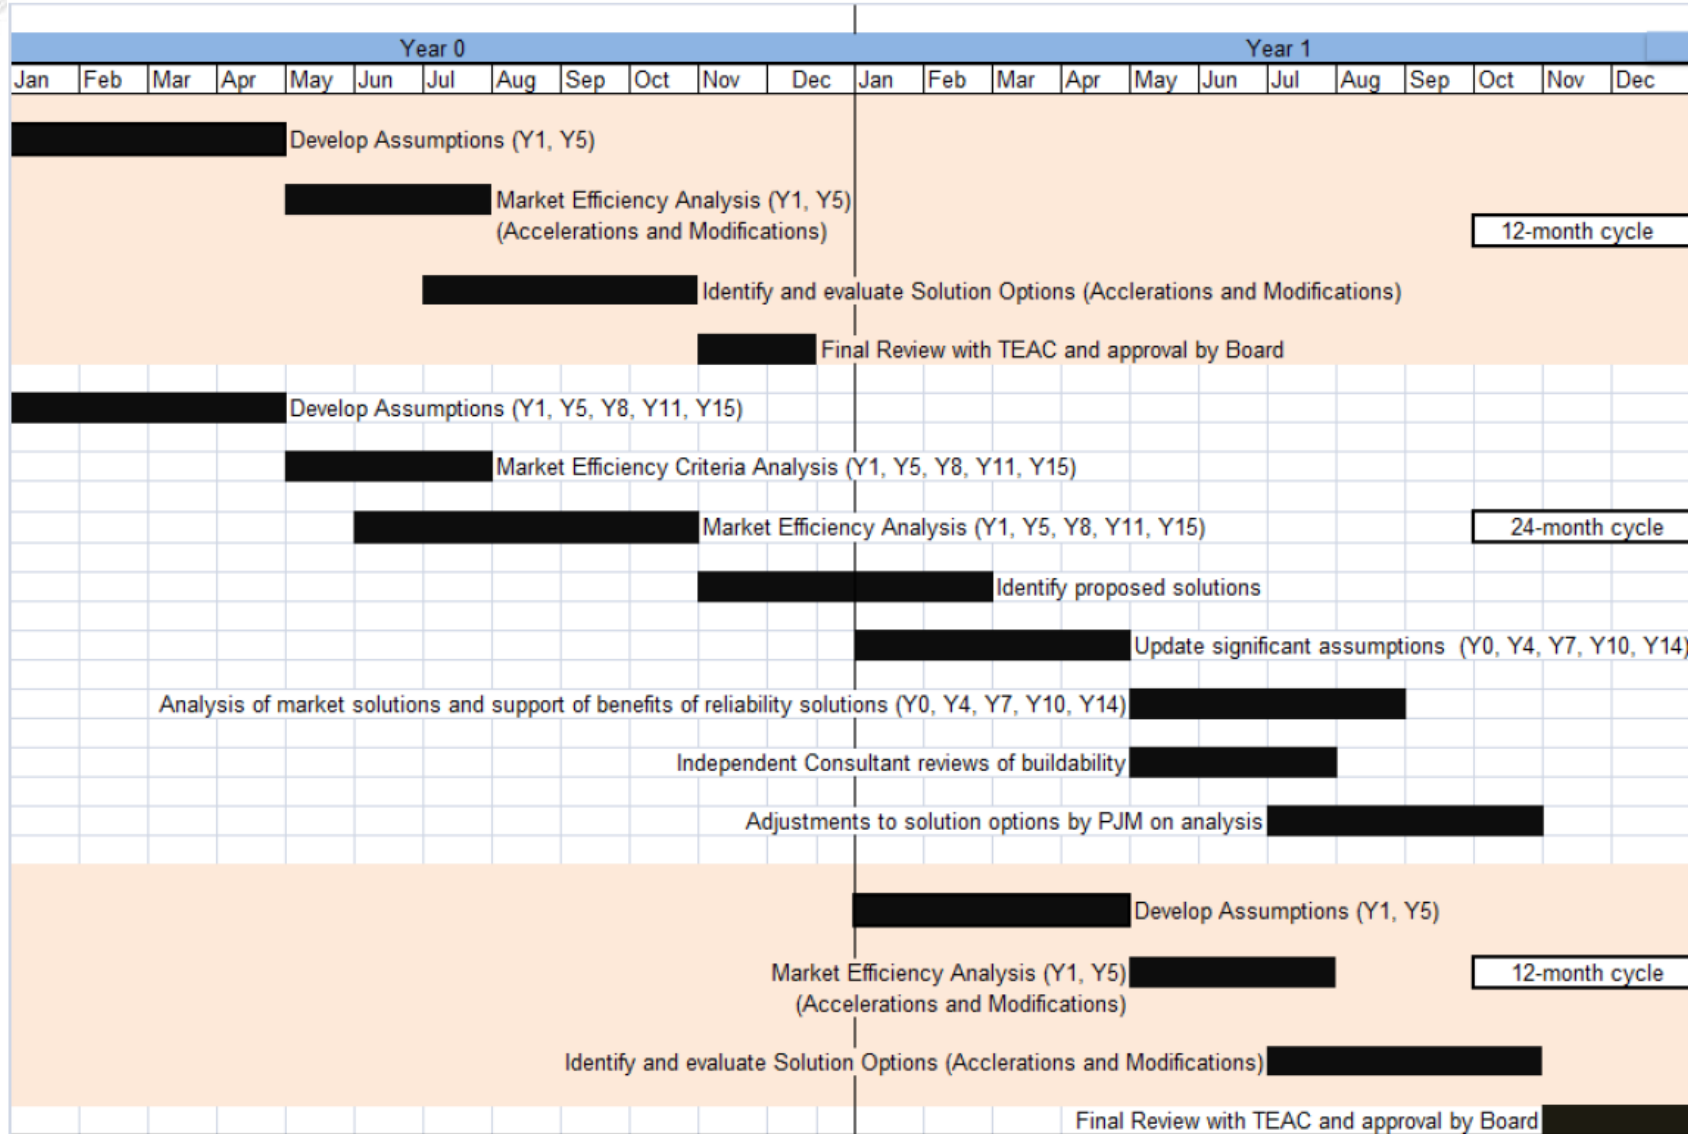 Year 0 Year 1
Jan Feb Mar Apr May Jun Jul Aug Sep Oct Nov Dec Jan Feb Mar Apr May Jun Jul Aug Sep Oct Nov Dec
Develop Assumptions (Y1, Y5)
Market Efficiency Analysis (Y1, Y5)
(Accelerations and Modifications)
12-month cycle
Identify and evaluate Solution Options (Acclerations and Modifications)
Final Review with TEAC and approval by Board
Develop Assumptions (Y1, Y5, Y8, Y11, Y15)
Market Efficiency Criteria Analysis (Y1, Y5, Y8, Y11, Y15)
Market Efficiency Analysis (Y1, Y5, Y8, Y11, Y15)
24-month cycle
Identify proposed solutions
Update significant assumptions (Y0, Y4, Y7, Y10, Y14)
Analysis of market solutions and support of benefits of reliability solutions (Y0, Y4, Y7, Y10, Y14)
Independent Consultant reviews of buildability
Adjustments to solution options by PJM on analysis
Develop Assumptions (Y1, Y5)
Market Efficiency Analysis (Y1, Y5)
12-month cycle
(Accelerations and Modifications)
Identify and evaluate Solution Options (Acclerations and Modifications)
Final Review with TEAC and approval by Board